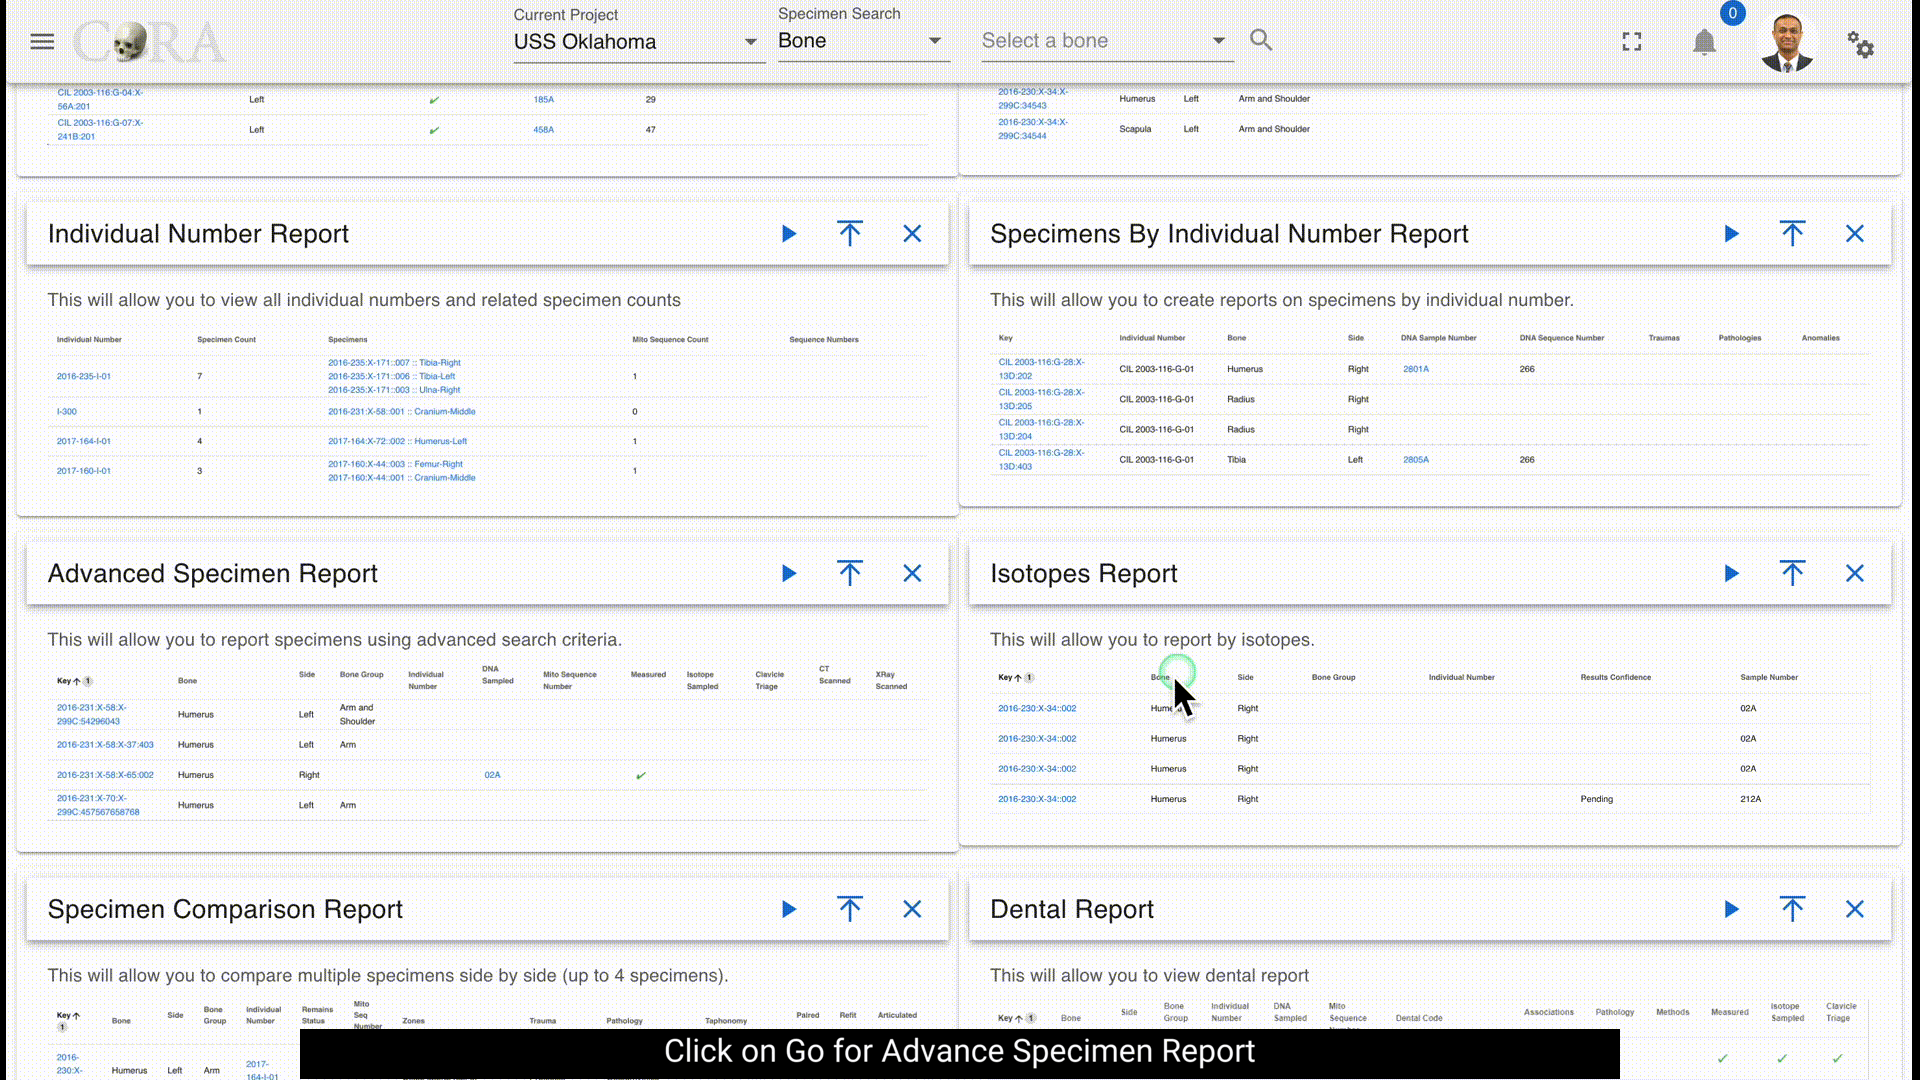 CORA
Current Project
USS Oklahoma
Specimen Search
Bone
Select a bone
0
CIL 2003-116:G-04:X-
56A:201
Left ✓ 185A 29
CIL 2003-116:G-07:X-
241B:201
Left ✓ 458A 47
2016-230:X-34:X-
299C:34543
Humerus Left Arm and Shoulder
2016-230:X-34:X-
299C:34544
Scapula Left Arm and Shoulder
Individual Number Report
This will allow you to view all individual numbers and related specimen counts
Individual Number Specimen Count Specimens Mito Sequence Count Sequence Numbers
2016-235:X-171::007 :: Tibia-Right
2016-235-I-01 7 2016-235:X-171::006 :: Tibia-Left 1
2016-235:X-171::003 :: Ulna-Right
I-300 1 2016-231:X-58::001 :: Cranium-Middle 0
2017-164-I-01 4 2017-164:X-72::002 :: Humerus-Left 1
2017-160-I-01 3 2017-160:X-44::003 :: Femur-Right 1
2017-160:X-44::001 :: Cranium-Middle
Specimens By Individual Number Report
This will allow you to create reports on specimens by individual number.
Key Individual Number Bone Side DNA Sample Number DNA Sequence Number Traumas Pathologies Anomalies
CIL 2003-116:G-28:X-
13D:202
CIL 2003-116-G-01 Humerus Right 2801A 266
CIL 2003-116:G-28:X-
13D:205
CIL 2003-116-G-01 Radius Right
CIL 2003-116:G-28:X-
13D:204
CIL 2003-116-G-01 Radius Right
CIL 2003-116:G-28:X-
13D:403
CIL 2003-116-G-01 Tibia Left 2805A 266
Advanced Specimen Report
This will allow you to report specimens using advanced search criteria.
Key ↑ 1 Bone Side Bone Group Individual Number DNA Sampled Mito Sequence Number Measured Isotope Sampled Clavicle Triage CT Scanned XRay Scanned
2016-231:X-58:X-
299C:54296043
Humerus Left Arm and Shoulder
2016-231:X-58:X-37:403 Humerus Left Arm
2016-231:X-58:X-65:002 Humerus Right 02A ✓
2016-231:X-70:X-
299C:457567658768
Humerus Left Arm
Isotopes Report
This will allow you to report by isotopes.
Key ↑ 1 Bone Side Bone Group Individual Number Results Confidence Sample Number
2016-230:X-34::002 Humerus Right 02A
2016-230:X-34::002 Humerus Right 02A
2016-230:X-34::002 Humerus Right 02A
2016-230:X-34::002 Humerus Right Pending 212A
Specimen Comparison Report
This will allow you to compare multiple specimens side by side (up to 4 specimens).
Key ↑ 1 Bone Side Bone Group Individual Number Remains Status Mito Seq Number Zones Trauma Pathology Taphonomy Paired Refit Articulated
2016-
230:X-
Humerus Left Arm
2017-
164-I-01
Dental Report
This will allow you to view dental report
Key ↑ 1 Bone Side Bone Group Individual Number DNA Sampled Mito Sequence Dental Code Associations Pathology Methods Measured Isotope Sampled Clavicle Triage
✓ ✓ ✓
Click on Go for Advance Specimen Report